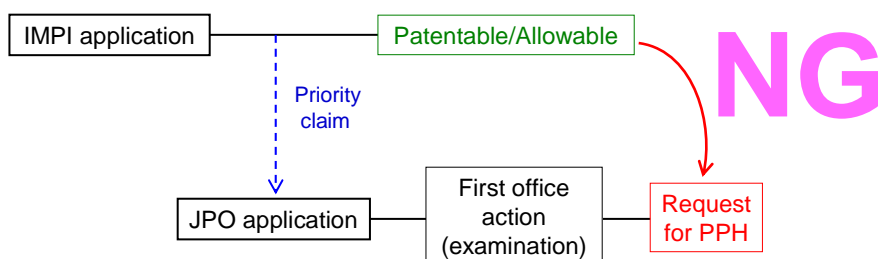 IMPI application
Patentable/Allowable
NG
Priority
claim
JPO application
First office
action
(examination)
Request
for PPH